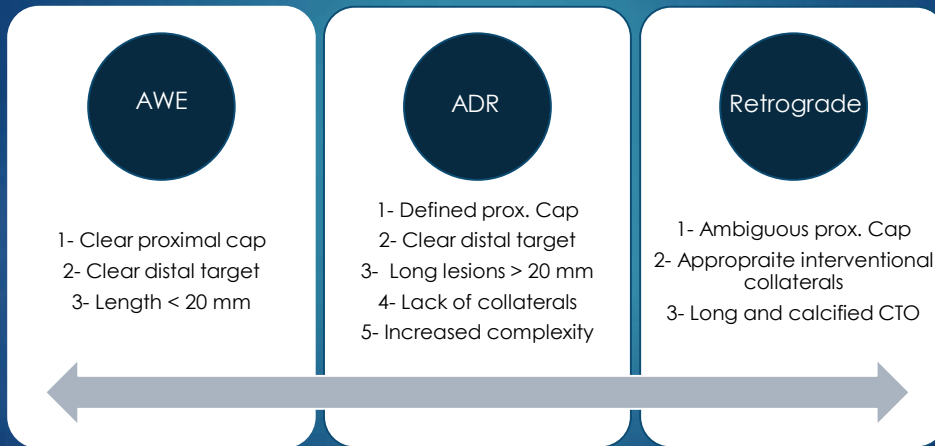 AWE
1- Clear proximal cap
2- Clear distal target
3- Length < 20 mm
ADR
1- Defined prox. Cap
2- Clear distal target
3- Long lesions > 20 mm
4- Lack of collaterals
5- Increased complexity
Retrograde
1- Ambiguous prox. Cap
2- Appropraite interventional
collaterals
3- Long and calcified CTO